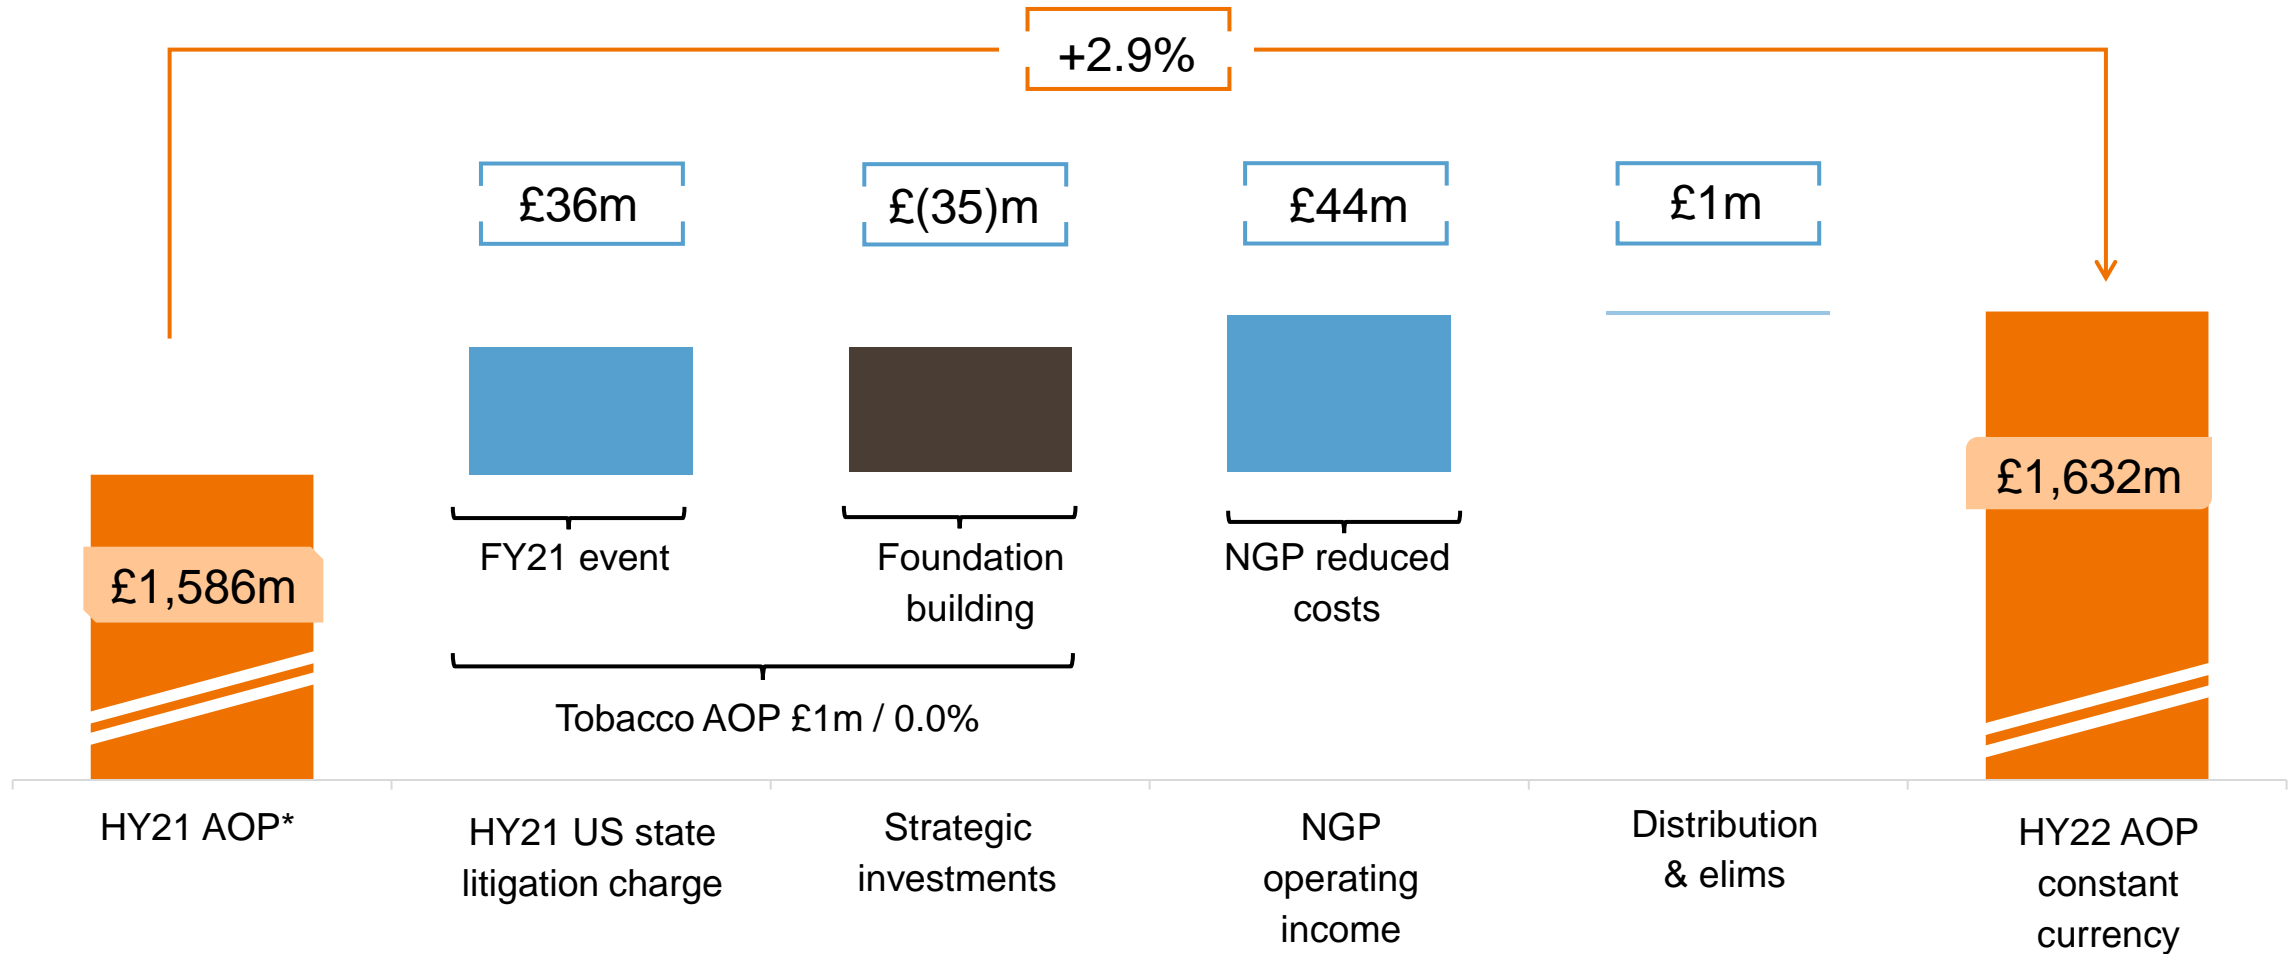 +2.9%
£36m
£(35)m
£44m
£1m
£1,586m
£1,632m
FY21 event
Foundation
building
NGP reduced
costs
Tobacco AOP £1m / 0.0%
HY21 AOP*
HY21 US state
litigation charge
Strategic
investments
NGP
operating
income
Distribution
& elims
HY22 AOP
constant
currency